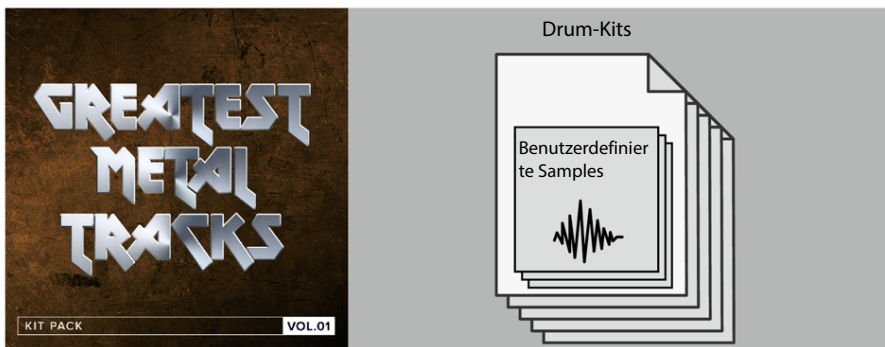 GREATEST
METAL
TRACKS
KIT PACK
VOL.01
Drum-Kits
Benutzerdefinier
te Samples